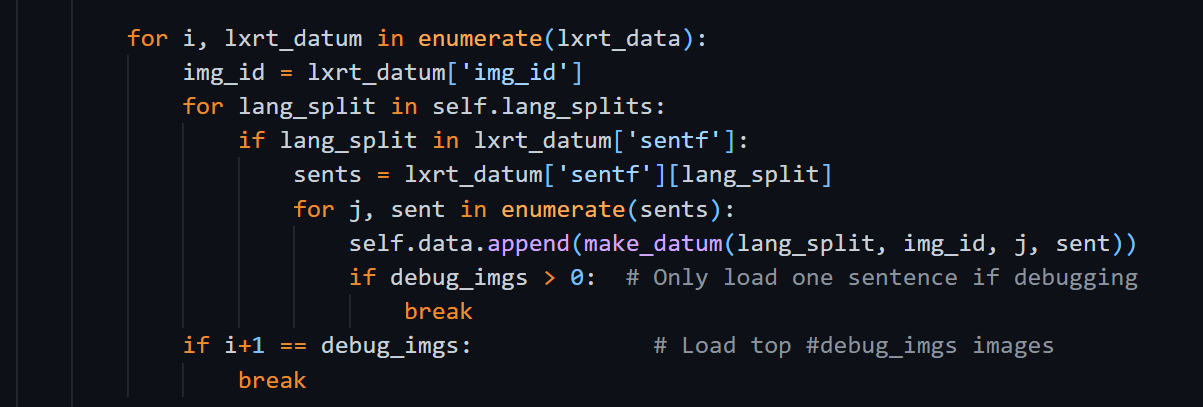 for i, lxrt_datum in enumerate(lxrt_data):
    img_id = lxrt_datum['img_id']
    for lang_split in self.lang_splits:
        if lang_split in lxrt_datum['sentf']:
            sents = lxrt_datum['sentf'][lang_split]
            for j, sent in enumerate(sents):
                self.data.append(make_datum(lang_split, img_id, j, sent))
                if debug_imgs > 0:  # Only load one sentence if debugging
                    break
    if i+1 == debug_imgs:             # Load top #debug_imgs images
        break